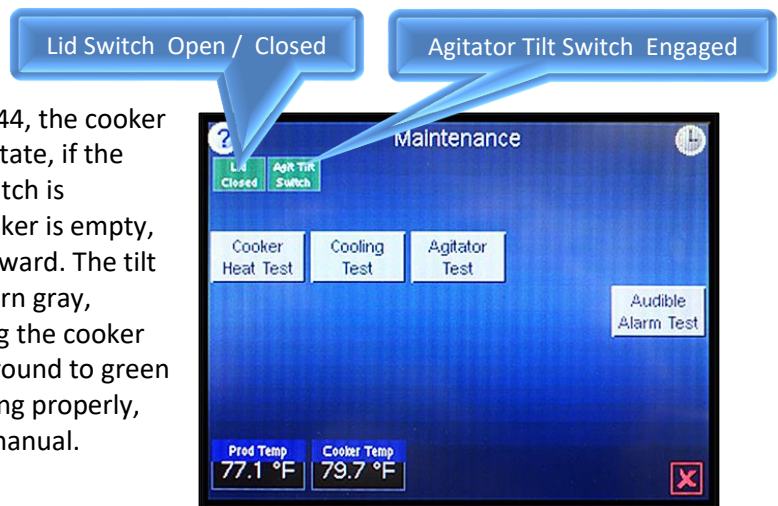 Lid Switch Open / Closed
Agitator Tilt Switch Engaged
44, the cooker
tate, if the
tch is
ker is empty,
ward. The tilt
rn gray,
g the cooker
round to green
ng properly,
manual.
?
Maintenance
Lid
Closed
Agit Tilt
Switch
Cooker
Heat Test
Cooling
Test
Agitator
Test
Audible
Alarm Test
Prod Temp
77.1 °F
Cooker Temp
79.7 °F
X